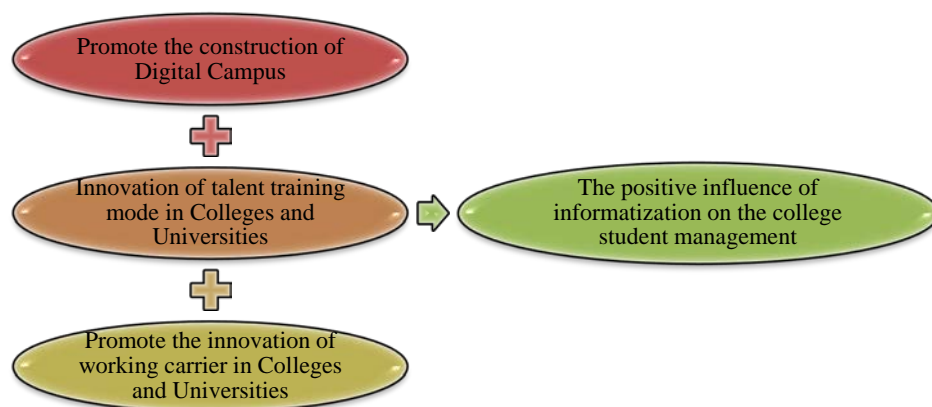 Promote the construction of
Digital Campus
Innovation of talent training
mode in Colleges and
Universities
The positive influence of
informatization on the college
student management
Promote the innovation of
working carrier in Colleges
and Universities